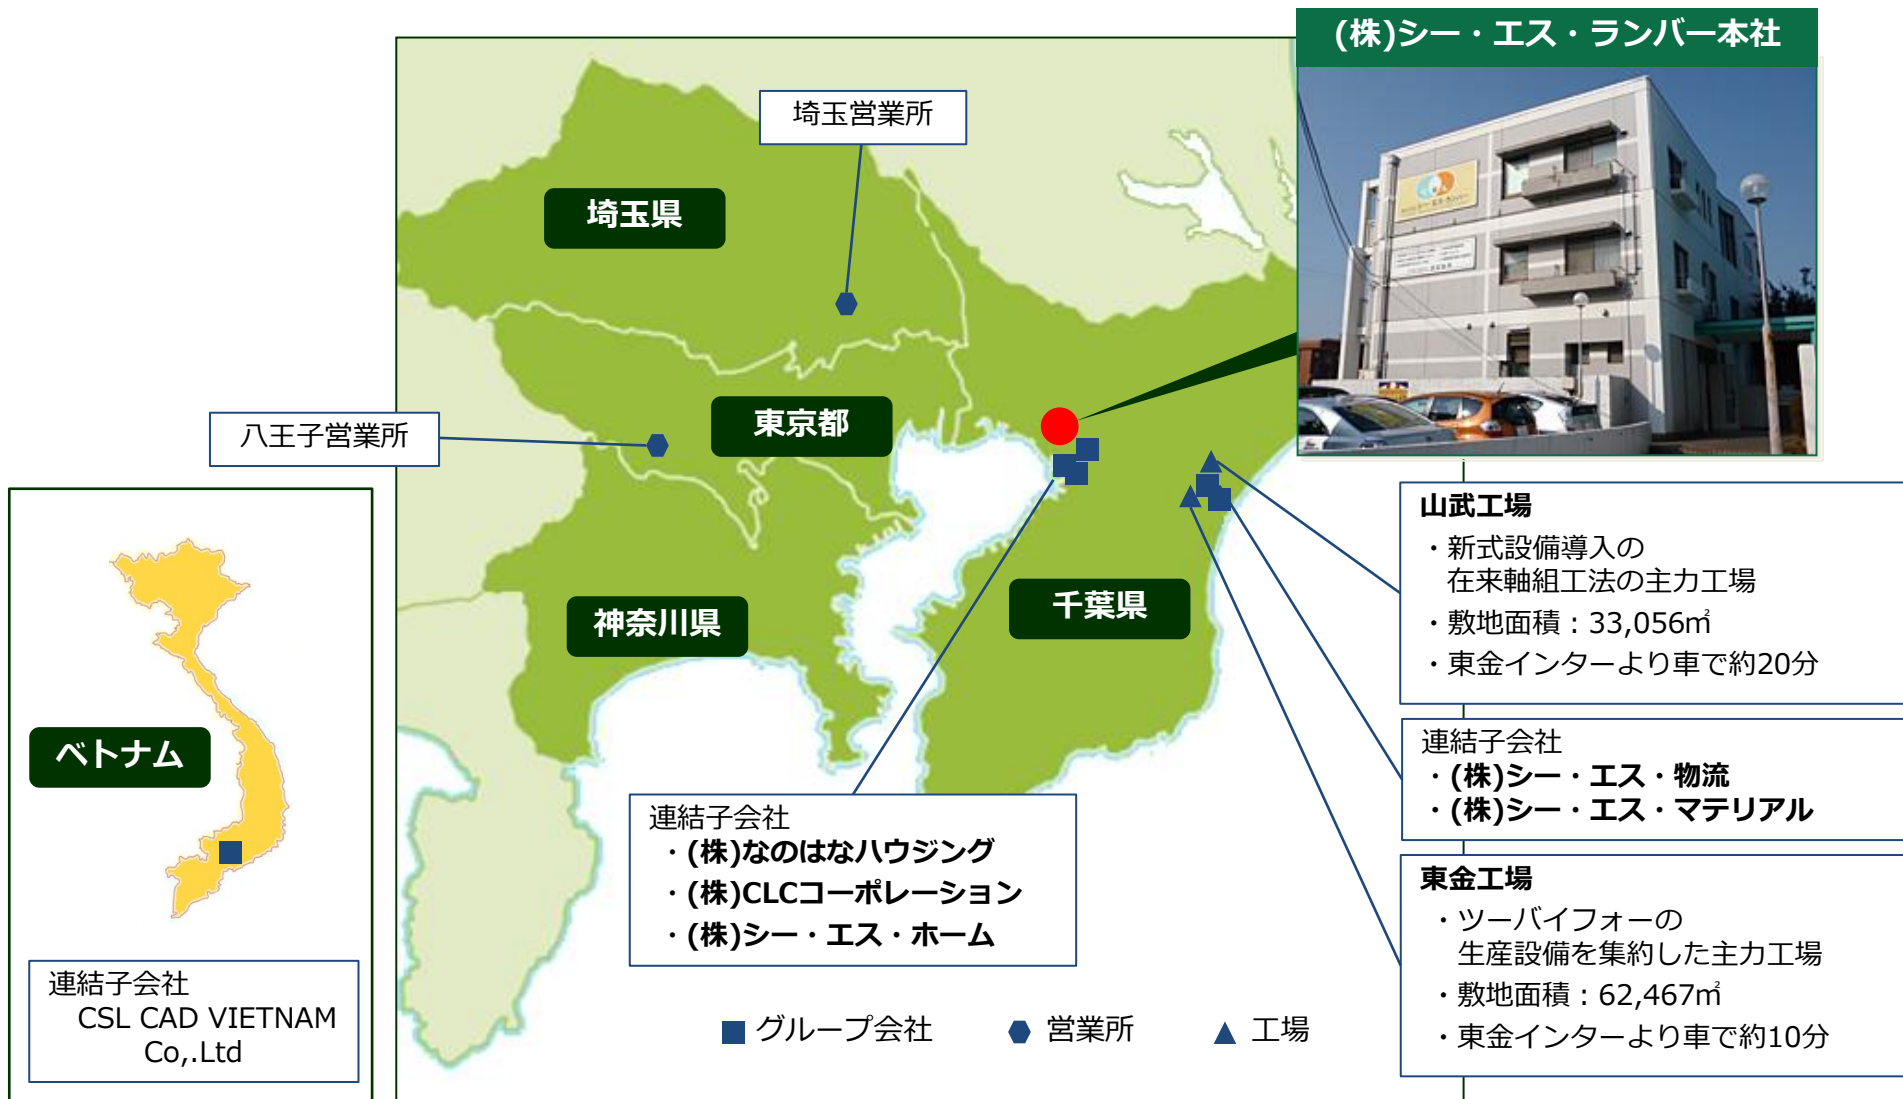 (株)シー・エス・ランバー本社
埼玉営業所
埼玉県
八王子営業所
東京都
神奈川県
千葉県
山武工場
・新式設備導入の
在来軸組工法の主力工場
・敷地面積：33,056㎡
・東金インターより車で約20分
連結子会社
・(株)シー・エス・物流
・(株)シー・エス・マテリアル
東金工場
・ツーバイフォーの
生産設備を集約した主力工場
・敷地面積：62,467㎡
・東金インターより車で約10分
連結子会社
・(株)なのはなハウジング
・(株)CLCコーポレーション
・(株)シー・エス・ホーム
ベトナム
連結子会社
CSL CAD VIETNAM
Co,.Ltd
グループ会社
営業所
工場